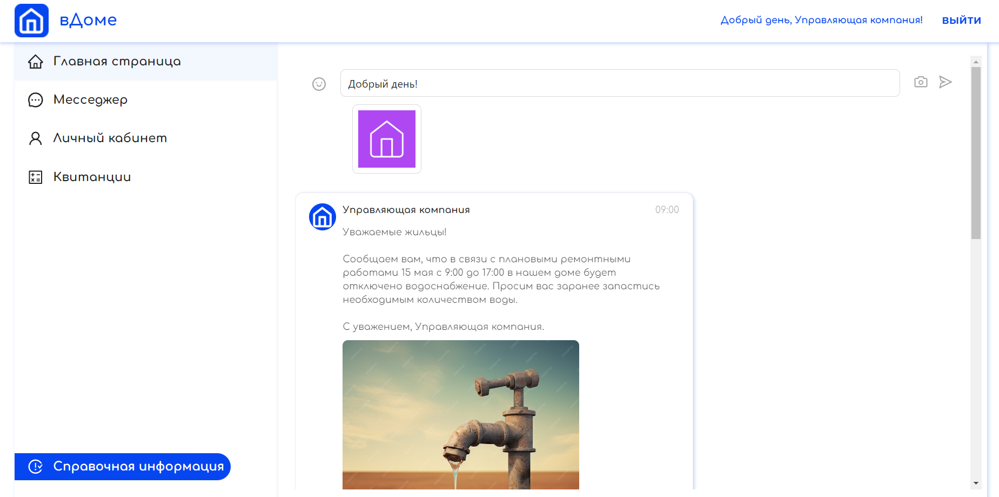 вДоме
Добрый день, Управляющая компания!
ВЫЙТИ
Главная страница
Месседжер
Личный кабинет
Квитанции
Справочная информация
Добрый день!
Управляющая компания
09:00
Уважаемые жильцы!
Сообщаем вам, что в связи с плановыми ремонтными
работами 15 мая с 9:00 до 17:00 в нашем доме будет
отключено водоснабжение. Просим вас заранее запастись
необходимым количеством воды.
С уважением, Управляющая компания.